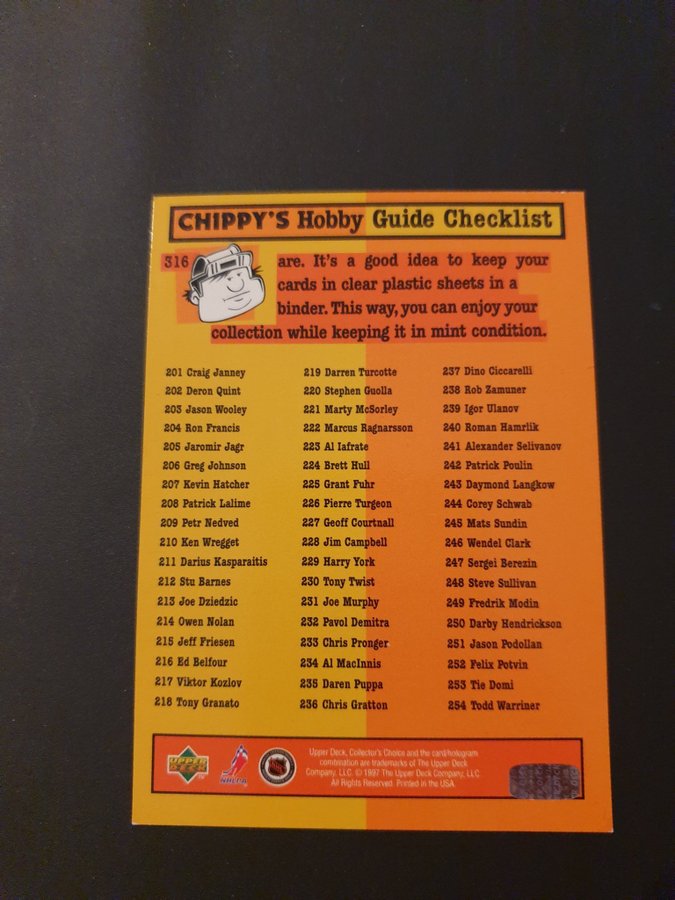 CHIPPY'S Hobby Guide Checklist
316
are. It's a good idea to keep your
cards in clear plastic sheets in a
binder. This way, you can enjoy your
collection while keeping it in mint condition.
201 Craig Janney
202 Deron Quint
203 Jason Wooley
204 Ron Francis
205 Jaromir Jagr
206 Greg Johnson
207 Kevin Hatcher
208 Patrick Lalime
209 Petr Nedved
210 Ken Wregget
211 Darius Kasparaitis
212 Stu Barnes
213 Joe Dziedzic
214 Owen Nolan
215 Jeff Friesen
216 Ed Belfour
217 Viktor Kozlov
218 Tony Granato
219 Darren Turcotte
220 Stephen Guolla
221 Marty McSorley
222 Marcus Ragnarsson
223 Al Iafrate
224 Brett Hull
225 Grant Fuhr
226 Pierre Turgeon
227 Geoff Courtnall
228 Jim Campbell
229 Harry York
230 Tony Twist
231 Joe Murphy
232 Pavol Demitra
233 Chris Pronger
234 Al MacInnis
235 Daren Puppa
236 Chris Gratton
237 Dino Ciccarelli
238 Rob Zamuner
239 Igor Ulanov
240 Roman Hamrlik
241 Alexander Selivanov
242 Patrick Poulin
243 Daymond Langkow
244 Corey Schwab
245 Mats Sundin
246 Wendel Clark
247 Sergei Berezin
248 Steve Sullivan
249 Fredrik Modin
250 Darby Hendrickson
251 Jason Podollan
252 Felix Potvin
253 Tie Domi
254 Todd Warriner
UPPER
DECK
NHLPA
Upper Deck, Collector's Choice and the card/hologram
combination are trademarks of The Upper Deck
Company, LLC. © 1997 The Upper Deck Company, LLC.
All Rights Reserved. Printed in the USA.